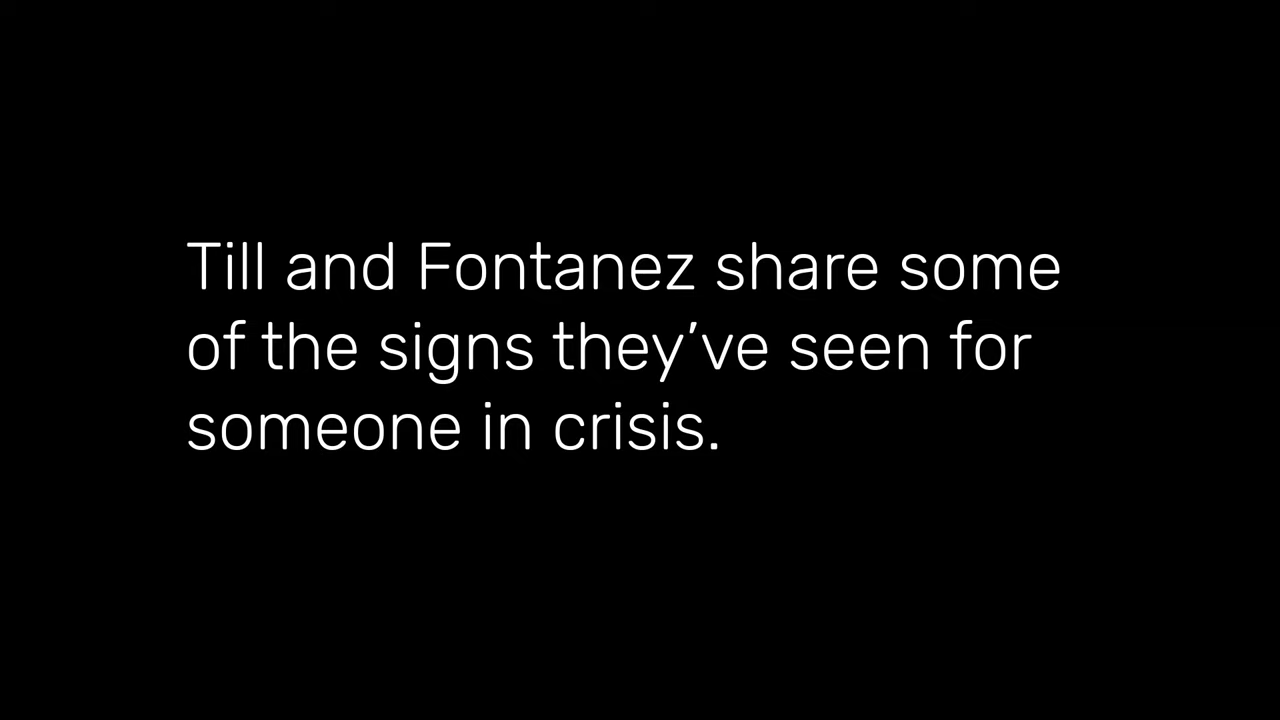 Till and Fontanez share some
of the signs they’ve seen for
someone in crisis.